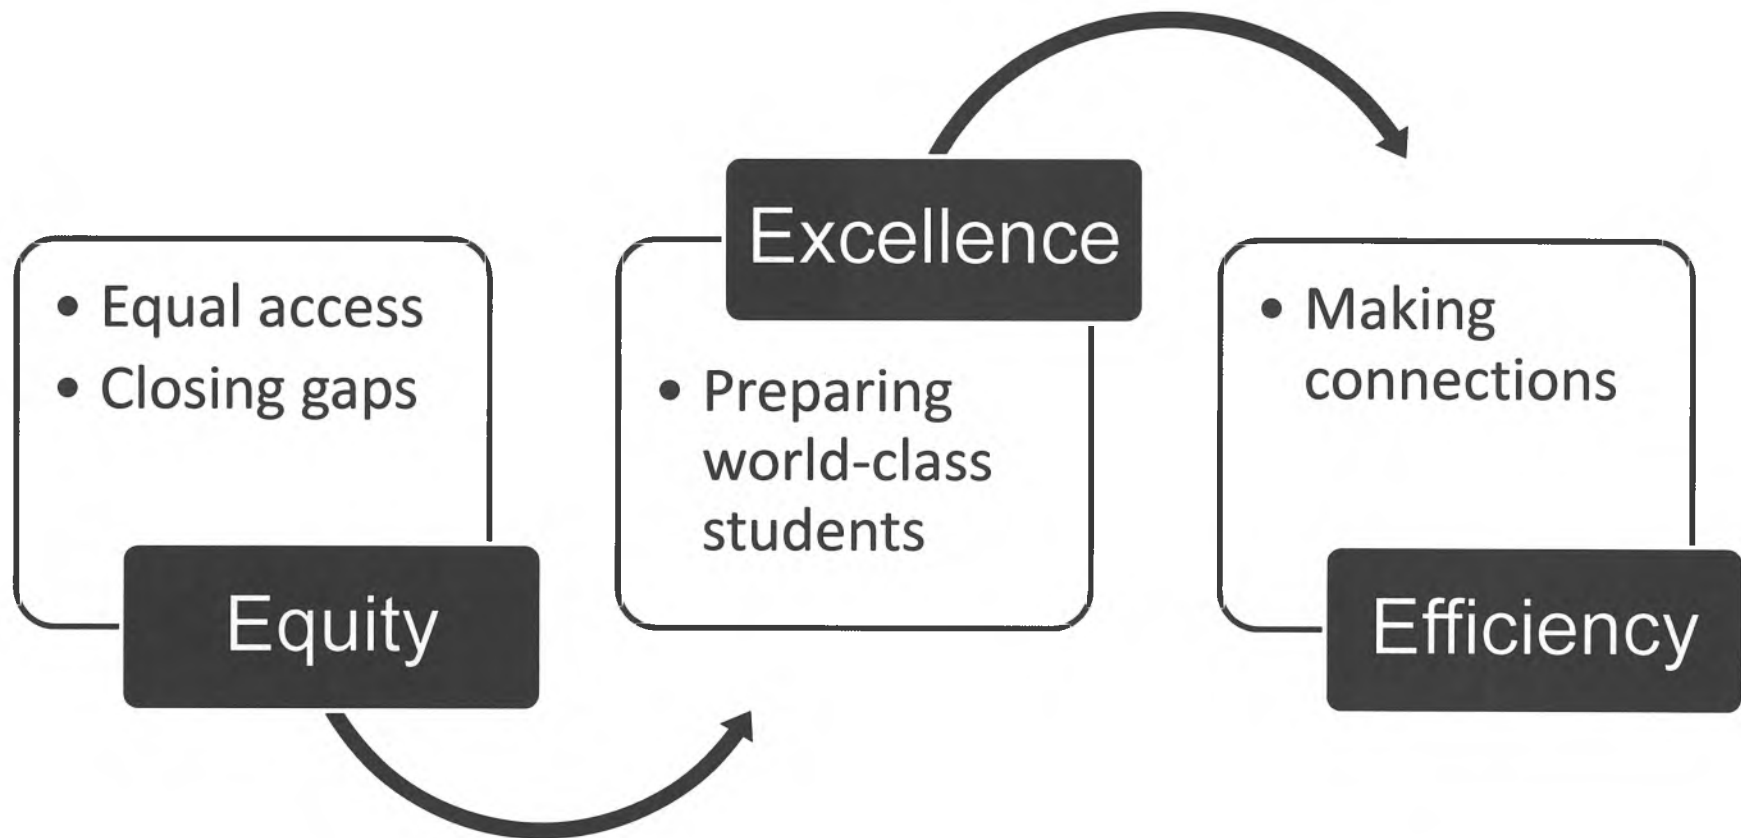 • Equal access
• Closing gaps
Equity
Excellence
• Preparing
world-class
students
• Making
connections
Efficiency